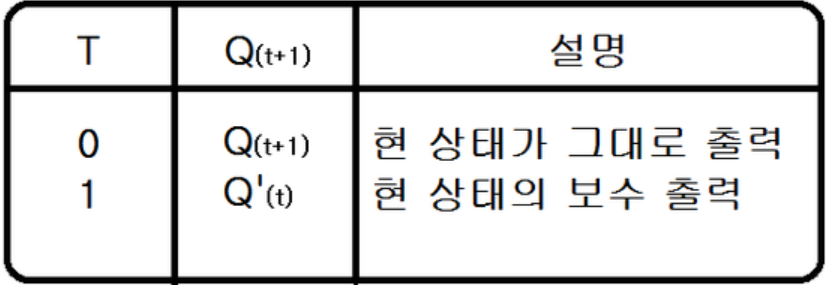 T Q(t+1) 설명
0 Q(t+1) 현 상태가 그대로 출력
1 Q'(t) 현 상태의 보수 출력